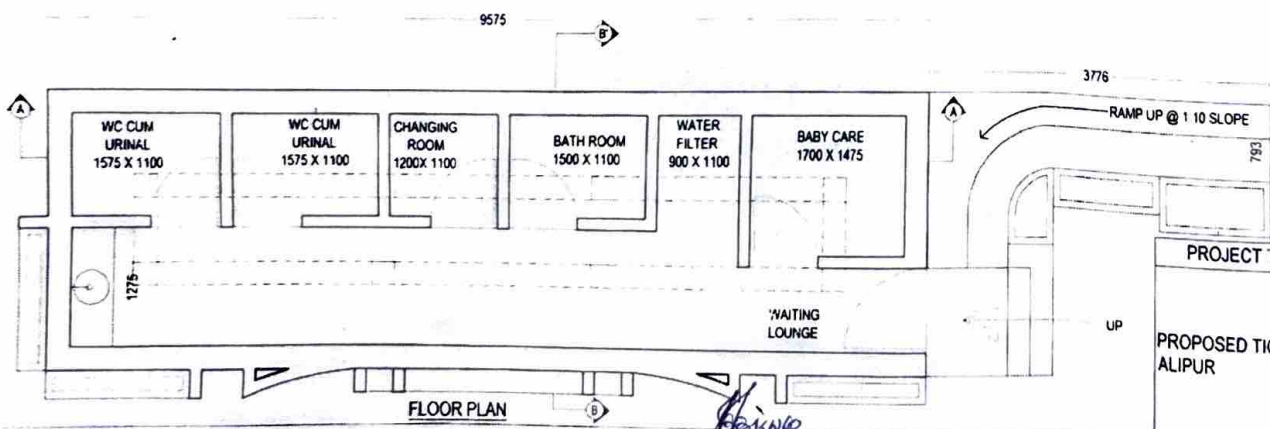 9575
B'
3776
A
A
RAMP UP @ 1 10 SLOPE
793
WC CUM
URINAL
1575 X 1100
WC CUM
URINAL
1575 X 1100
CHANGING
ROOM
1200X 1100
BATH ROOM
1500 X 1100
WATER
FILTER
900 X 1100
BABY CARE
1700 X 1475
1275
WAITING
LOUNGE
UP
PROJECT T
PROPOSED TIC
ALIPUR
FLOOR PLAN
B